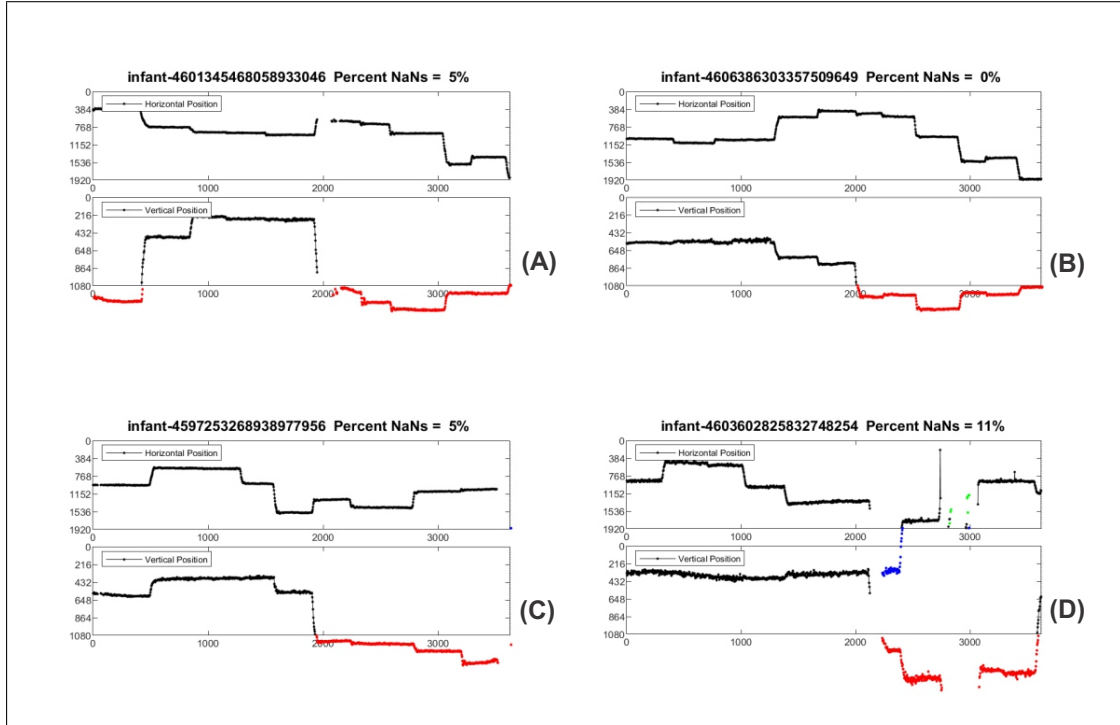 infant-4601345468058933046 Percent NaNs = 5%
0
384
768
1152
1536
1920
Horizontal Position
0 1000 2000 3000
0
216
432
648
864
1080
Vertical Position
0 1000 2000 3000
(A)
infant-4606386303357509649 Percent NaNs = 0%
0
384
768
1152
1536
1920
Horizontal Position
0 1000 2000 3000
0
216
432
648
864
1080
Vertical Position
0 1000 2000 3000
(B)
infant-4597253268938977956 Percent NaNs = 5%
0
384
768
1152
1536
1920
Horizontal Position
0 1000 2000 3000
0
216
432
648
864
1080
Vertical Position
0 1000 2000 3000
(C)
infant-4603602825832748254 Percent NaNs = 11%
0
384
768
1152
1536
1920
Horizontal Position
0 1000 2000 3000
0
216
432
648
864
1080
Vertical Position
0 1000 2000 3000
(D)